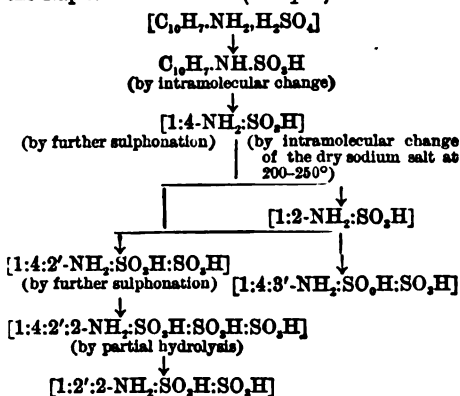 [C₁₀H₇.NH₂,H₂SO₄]
C₁₀H₇.NH.SO₃H
(by intramolecular change)
[1:4-NH₂:SO₃H]
(by further sulphonation) (by intramolecular change
of the dry sodium salt at
200–250°)
[1:2-NH₂:SO₃H]
[1:4:2′-NH₂:SO₃H:SO₃H]
(by further sulphonation) [1:4:3′-NH₂:SO₃H:SO₃H]
[1:4:2′:2-NH₂:SO₃H:SO₃H:SO₃H]
(by partial hydrolysis)
[1:2′:2-NH₂:SO₃H:SO₃H]